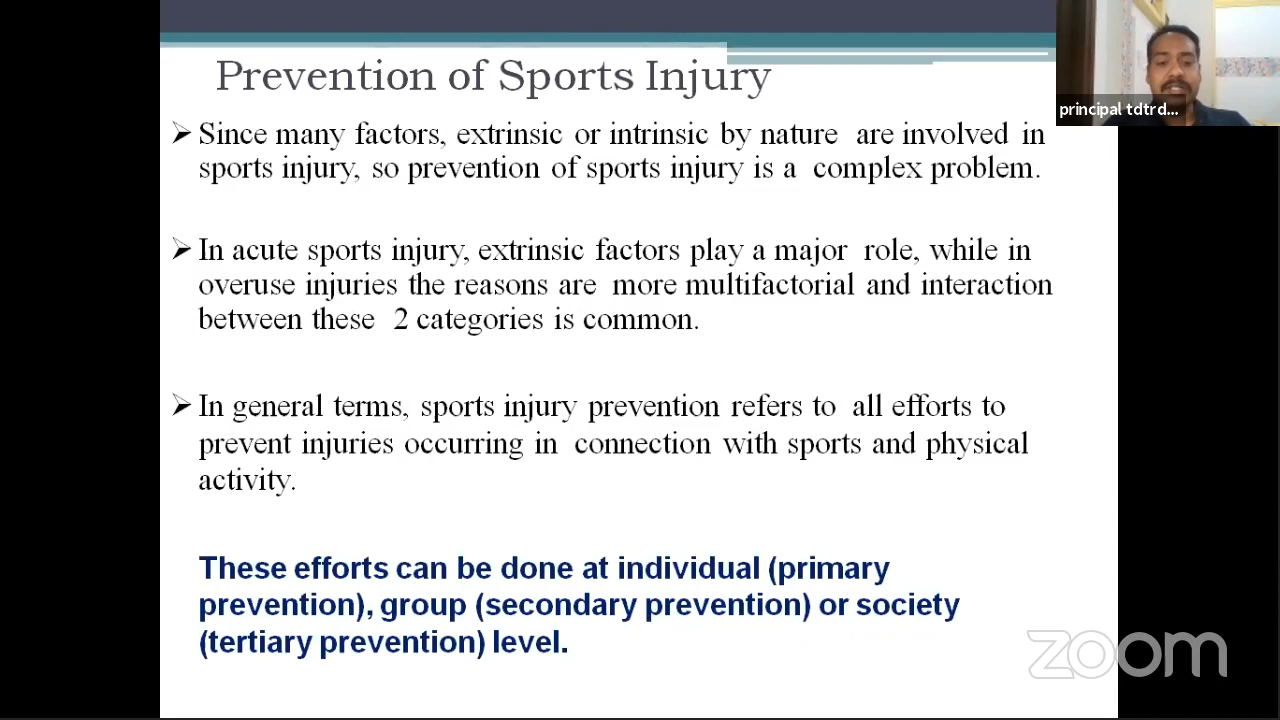 Prevention of Sports Injury
principal tdtrd...
➢ Since many factors, extrinsic or intrinsic by nature are involved in
sports injury, so prevention of sports injury is a complex problem.
➢ In acute sports injury, extrinsic factors play a major role, while in
overuse injuries the reasons are more multifactorial and interaction
between these 2 categories is common.
➢ In general terms, sports injury prevention refers to all efforts to
prevent injuries occurring in connection with sports and physical
activity.
These efforts can be done at individual (primary
prevention), group (secondary prevention) or society
(tertiary prevention) level.
zoom